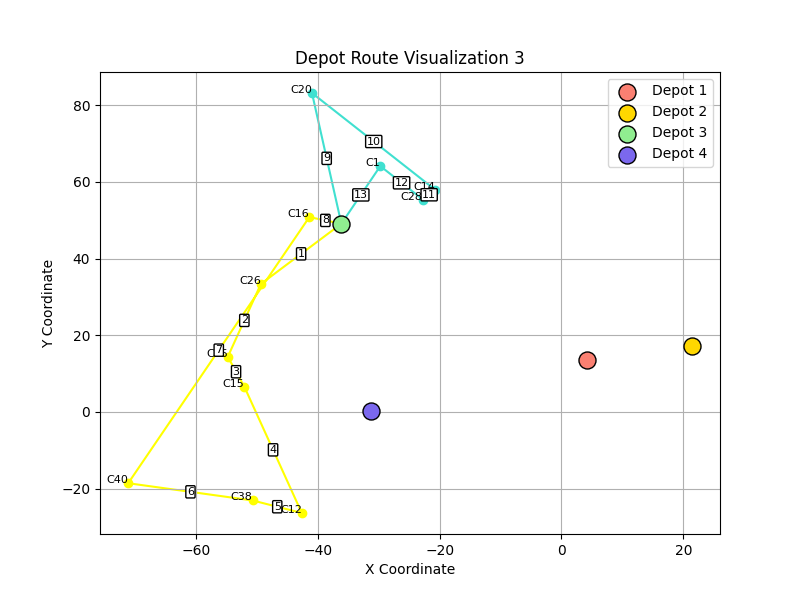 Depot Route Visualization 3
Depot 1
Depot 2
Depot 3
Depot 4
80
60
40
20
0
−20
−60
−40
−20
0
20
Y Coordinate
X Coordinate
C20
10
9
C1
12
C14
C28
11
13
C16
8
1
C26
2
7
3
C15
4
C40
6
C38
5
C12